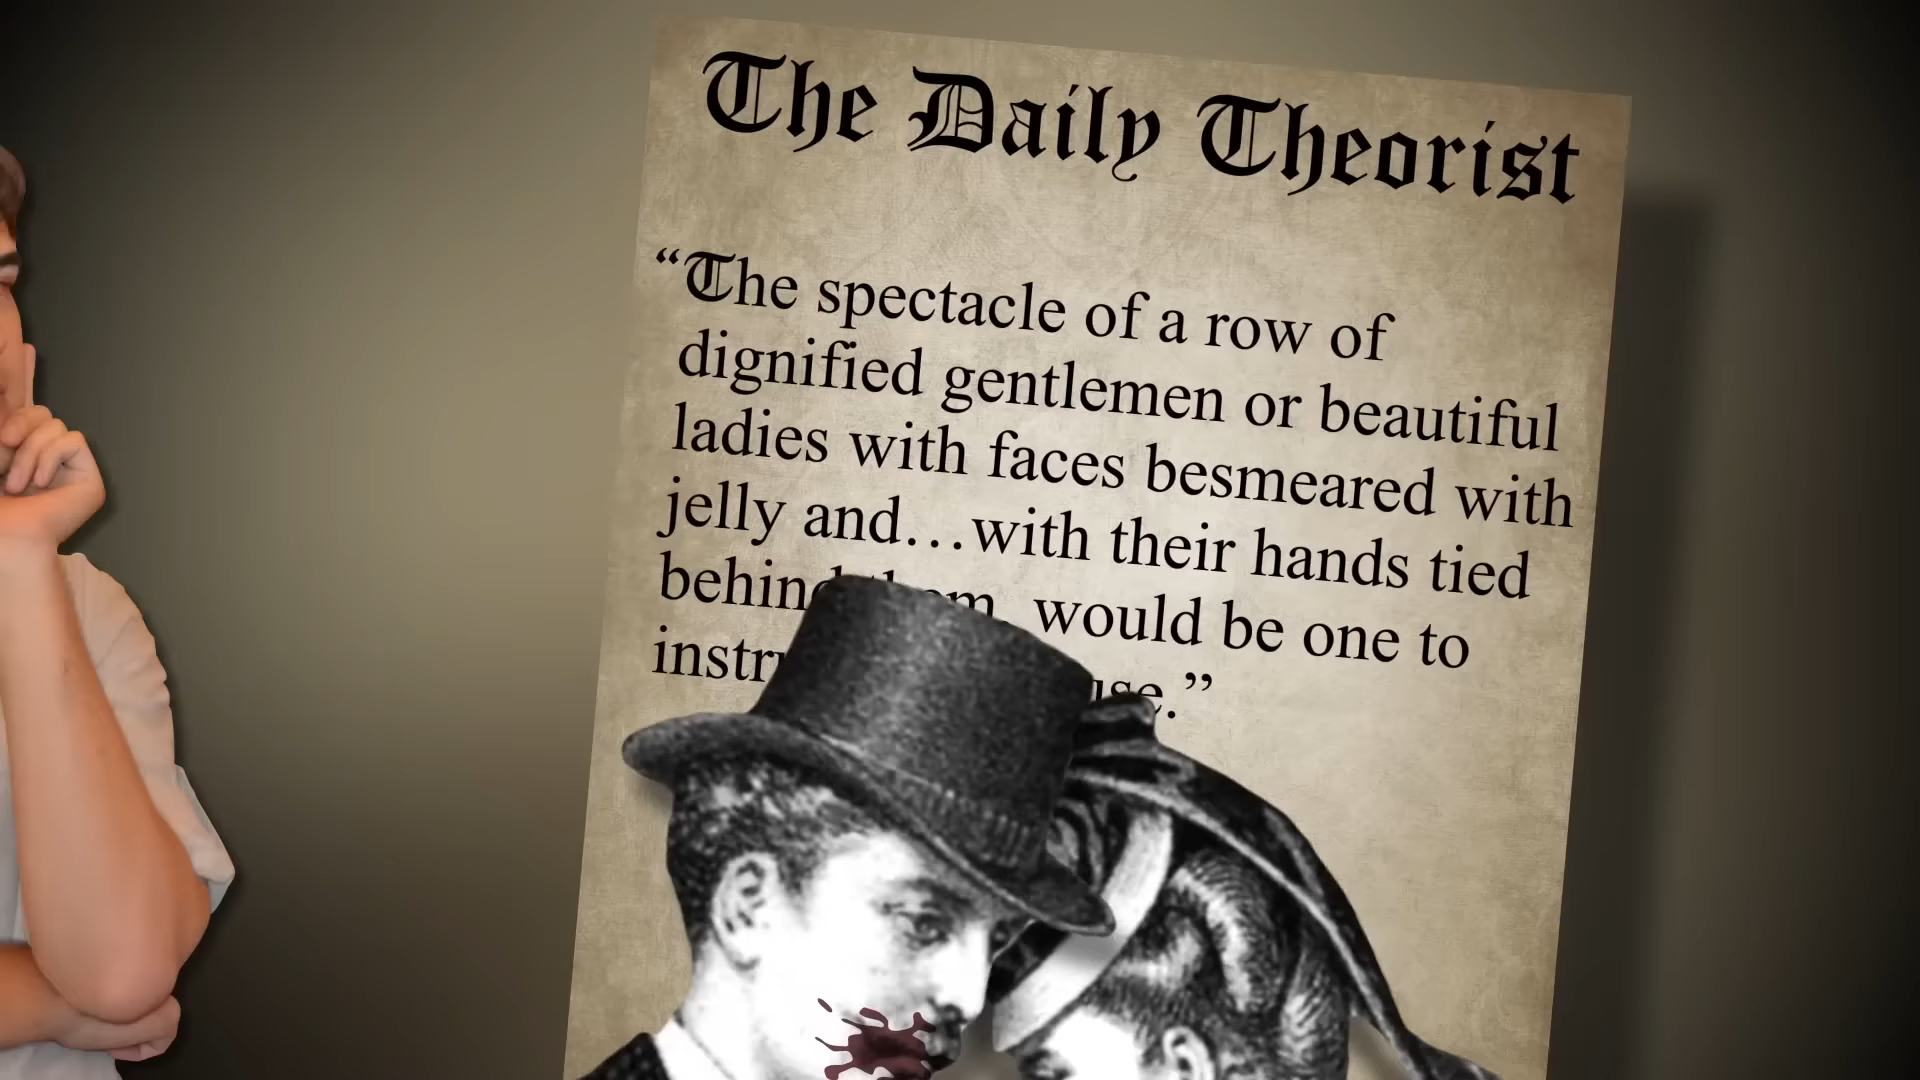 The Daily Theorist
“The spectacle of a row of
dignified gentlemen or beautiful
ladies with faces besmeared with
jelly and…with their hands tied
would be one to